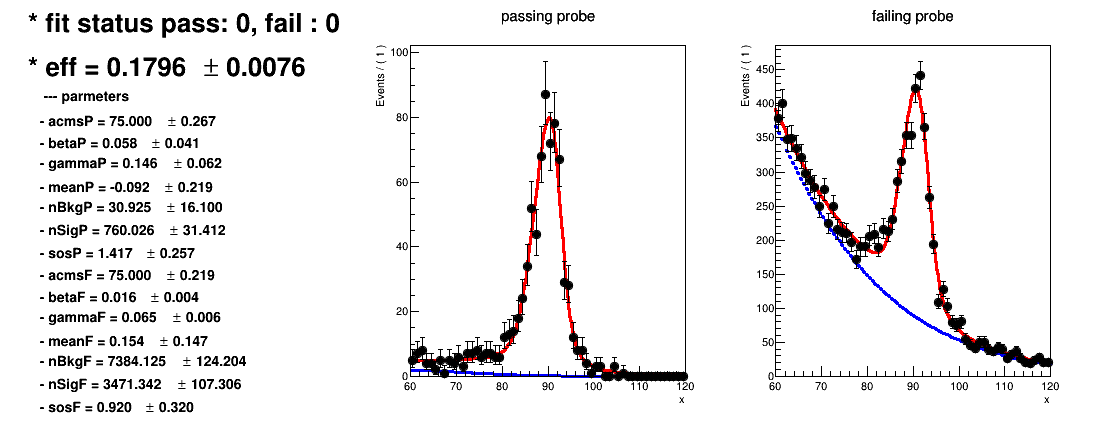 * fit status pass: 0, fail : 0
* eff = 0.1796 ± 0.0076
--- parmeters
- acmsP = 75.000 ± 0.267
- betaP = 0.058 ± 0.041
- gammaP = 0.146 ± 0.062
- meanP = -0.092 ± 0.219
- nBkgP = 30.925 ± 16.100
- nSigP = 760.026 ± 31.412
- sosP = 1.417 ± 0.257
- acmsF = 75.000 ± 0.219
- betaF = 0.016 ± 0.004
- gammaF = 0.065 ± 0.006
- meanF = 0.154 ± 0.147
- nBkgF = 7384.125 ± 124.204
- nSigF = 3471.342 ± 107.306
- sosF = 0.920 ± 0.320
passing probe
Events / ( 1 )
100
80
60
40
20
0
60 70 80 90 100 110 120
x
failing probe
Events / ( 1 )
450
400
350
300
250
200
150
100
50
0
60 70 80 90 100 110 120
x